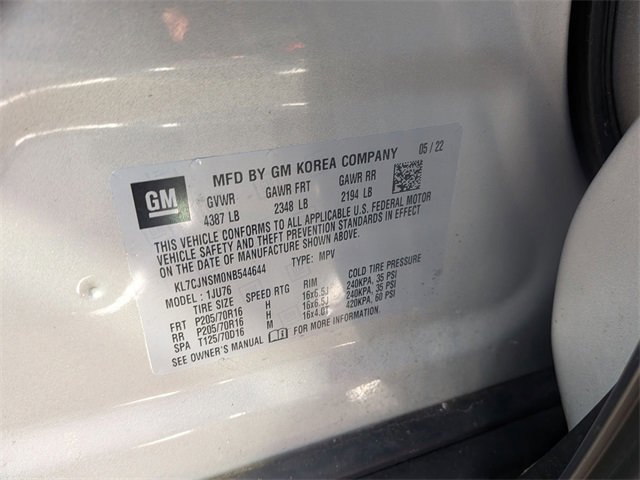 MFD BY GM KOREA COMPANY 05 / 22
GM
GVWR GAWR FRT GAWR RR
4387 LB 2348 LB 2194 LB
THIS VEHICLE CONFORMS TO ALL APPLICABLE U.S. FEDERAL MOTOR
VEHICLE SAFETY AND THEFT PREVENTION STANDARDS IN EFFECT
ON THE DATE OF MANUFACTURE SHOWN ABOVE.
KL7CJNSM0NB544644 TYPE: MPV
MODEL: 1JU76
TIRE SIZE SPEED RTG RIM COLD TIRE PRESSURE
FRT P205/70R16 H 16x6.5J 240KPA, 35 PSI
RR P205/70R16 H 16x6.5J 240KPA, 35 PSI
SPA T125/70D16 M 16x4.0T 420KPA, 60 PSI
SEE OWNER'S MANUAL FOR MORE INFORMATION.